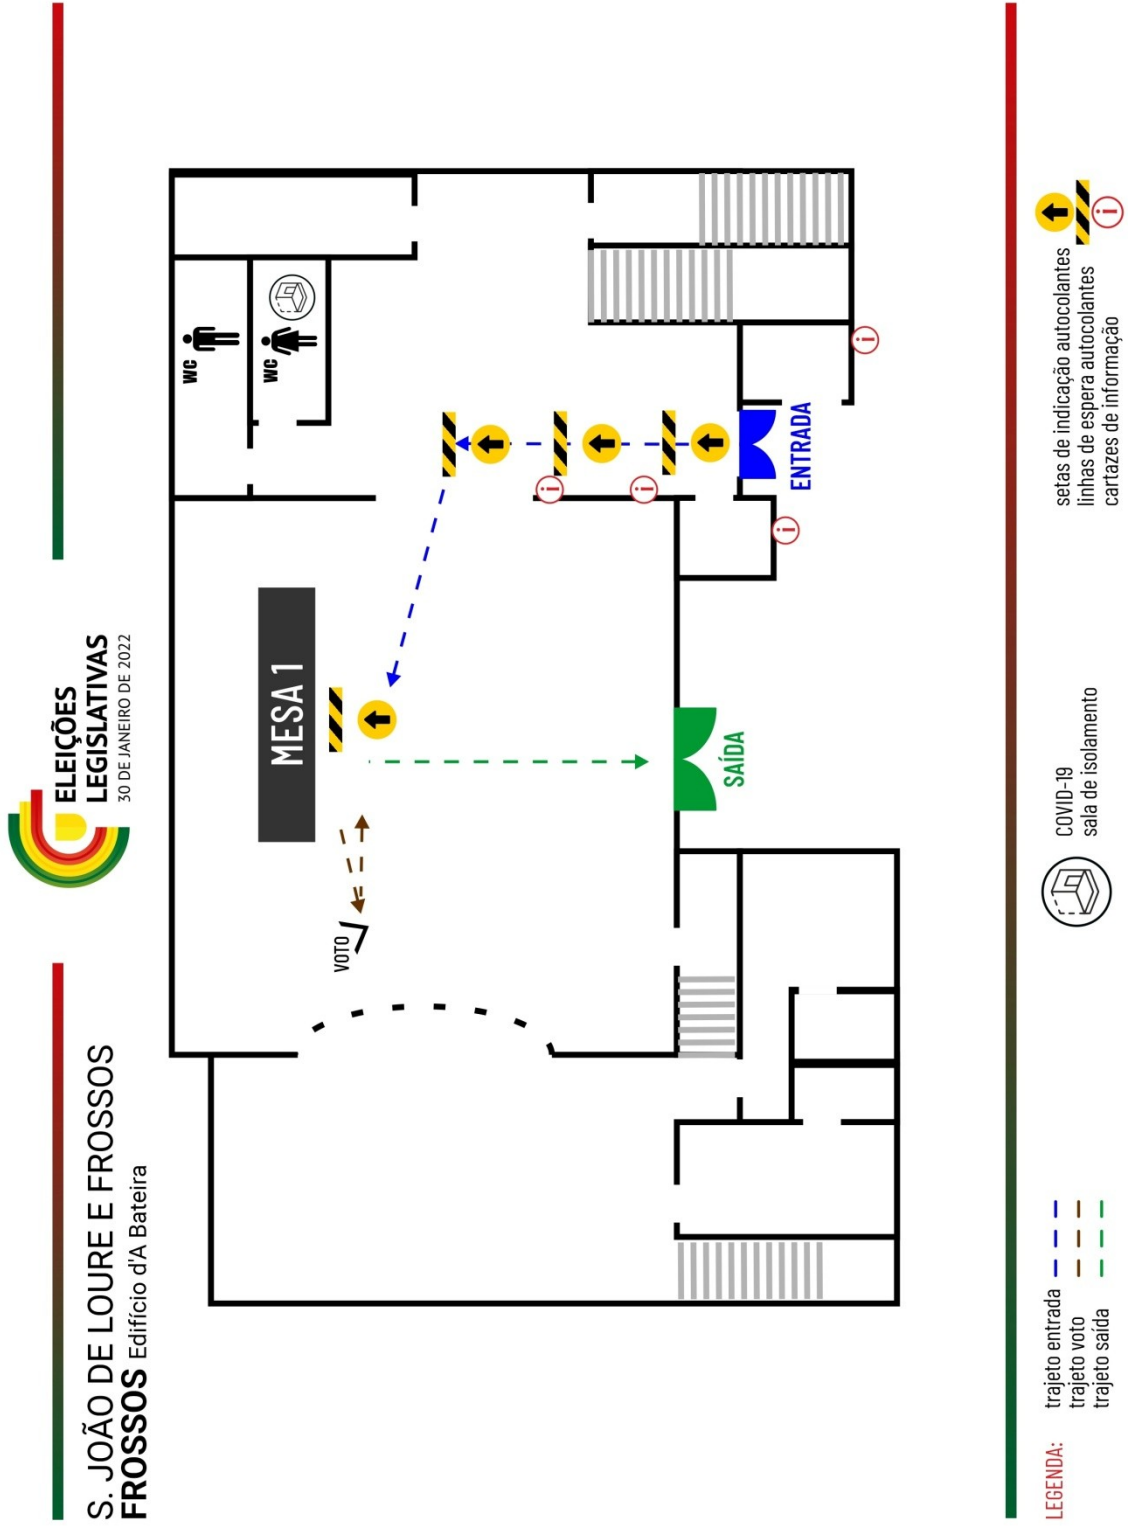 S. JOÃO DE LOURE E FROSSOS
FROSSOS Edifício d'A Bateira
ELEIÇÕES
LEGISLATIVAS
30 DE JANEIRO DE 2022
wc
wc
MESA 1
VOTO
SAÍDA
ENTRADA
LEGENDA:
trajeto entrada
trajeto voto
trajeto saída
COVID-19
sala de isolamento
setas de indicação autocolantes
linhas de espera autocolantes
cartazes de informação